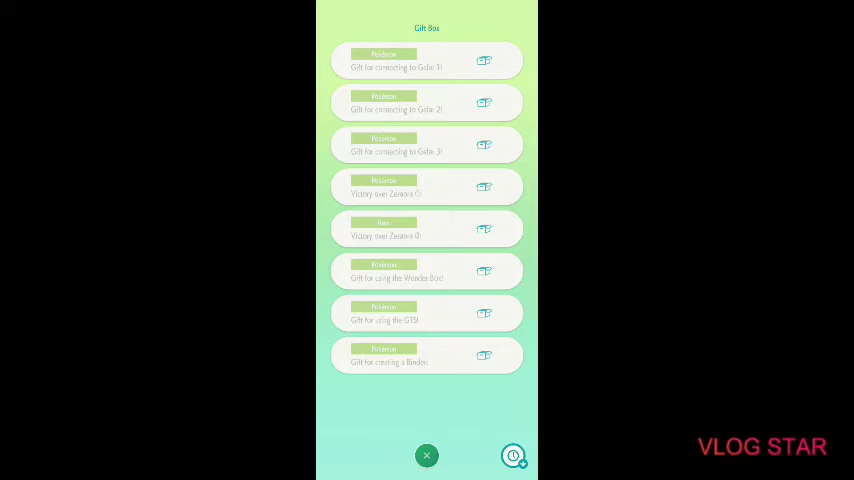 Gift Box
Pokémon
Gift for connecting to Galar 1!
Pokémon
Gift for connecting to Galar 2!
Pokémon
Gift for connecting to Galar 3!
Pokémon
Victory over Zeraora ①
Item
Victory over Zeraora ②
Pokémon
Gift for using the Wonder Box!
Pokémon
Gift for using the GTS!
Pokémon
Gift for creating a Binder!
VLOG STAR